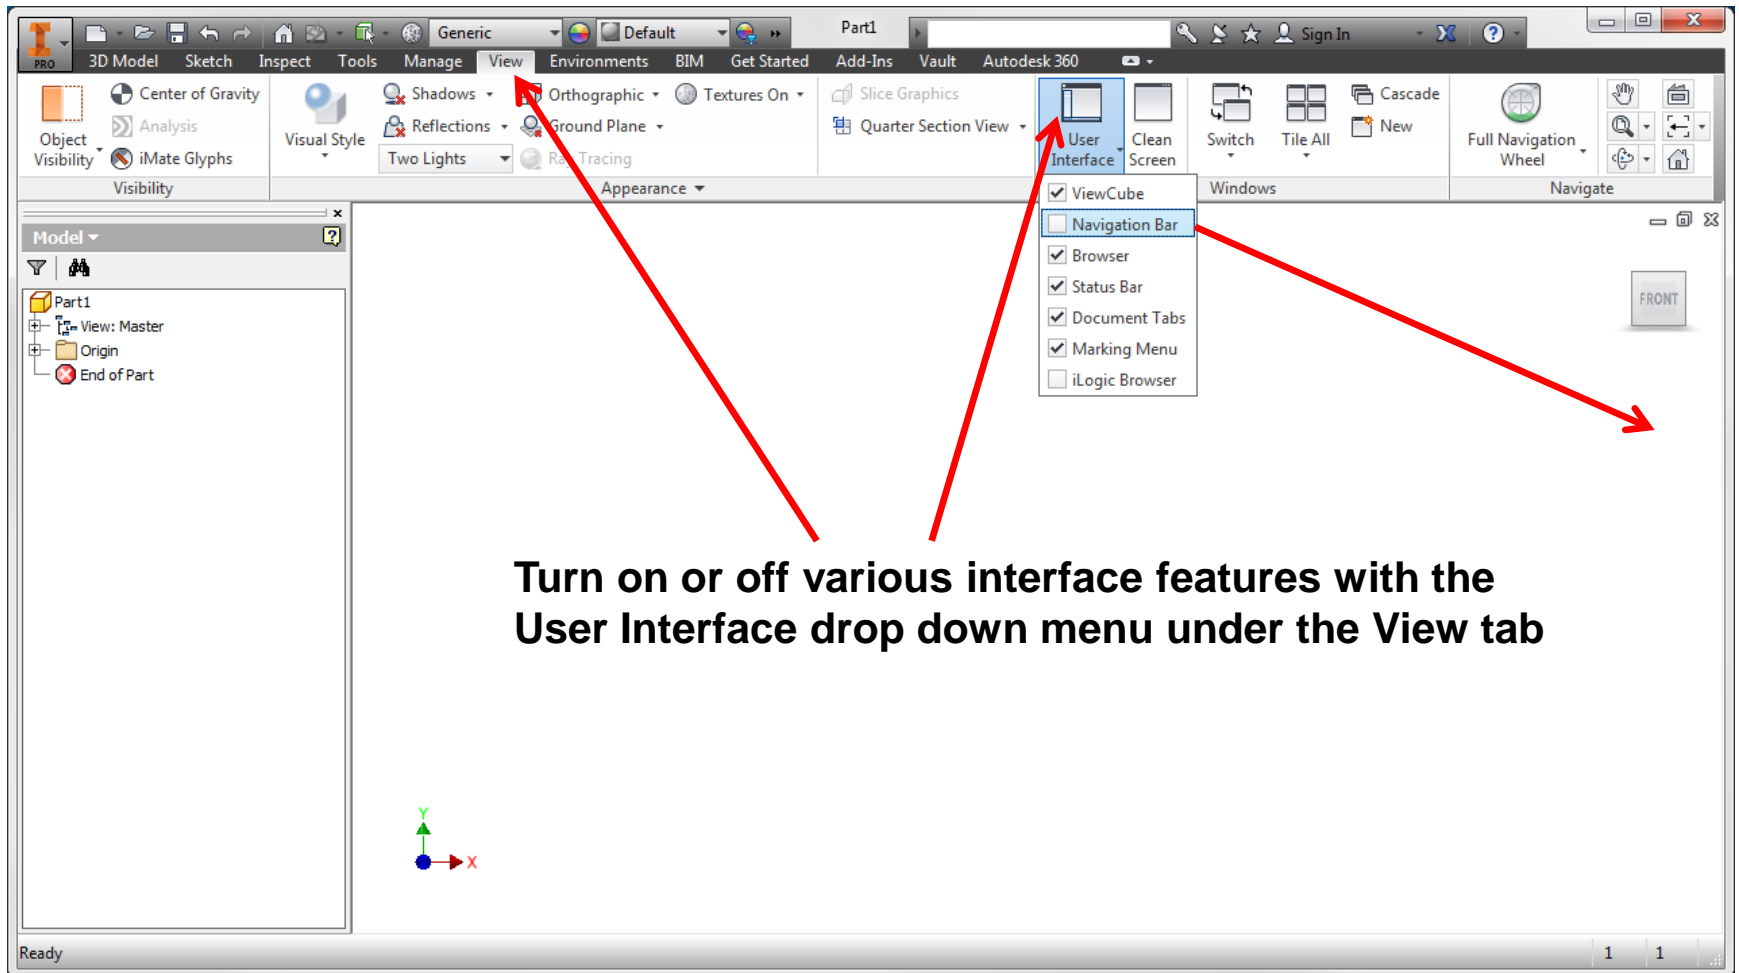 Generic Default Part1 Sign In
PRO 3D Model Sketch Inspect Tools Manage View Environments BIM Get Started Add-Ins Vault Autodesk 360
Object Visibility
Center of Gravity
Analysis
iMate Glyphs
Visibility
Visual Style
Shadows
Reflections
Two Lights
Orthographic
Ground Plane
Ray Tracing
Textures On
Appearance
Slice Graphics
Quarter Section View
User Interface
Clean Screen
Switch
Tile All
Cascade
New
Windows
Full Navigation Wheel
Navigate
ViewCube
Navigation Bar
Browser
Status Bar
Document Tabs
Marking Menu
iLogic Browser
Model
Part1
View: Master
Origin
End of Part
FRONT
Turn on or off various interface features with the
User Interface drop down menu under the View tab
Y
X
Ready 1 1